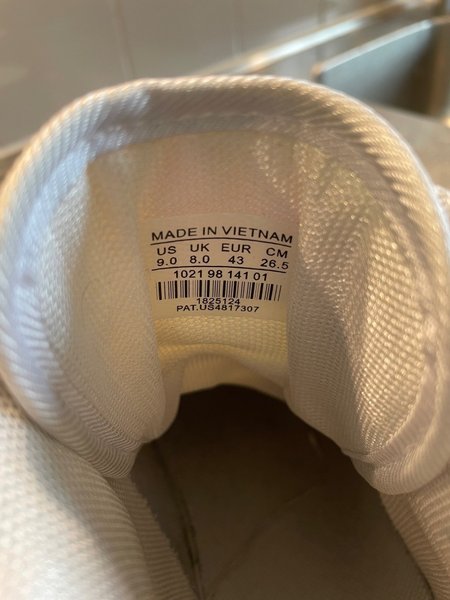 MADE IN VIETNAM
US UK EUR CM
9.0 8.0 43 26.5
1021 98 141 01
1825124
PAT.US4817307